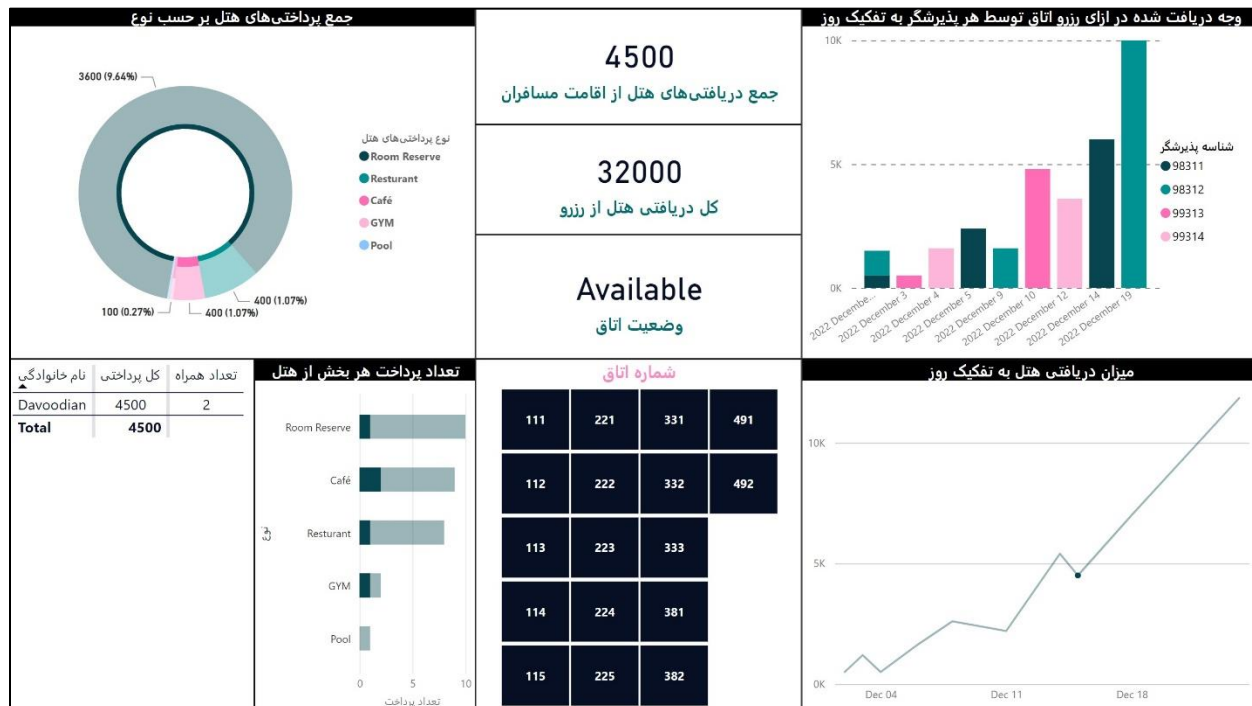 جمع پرداختی‌های هتل بر حسب نوع
3600 (9.64%)
100 (0.27%)
400 (1.07%)
400 (1.07%)
نوع پرداختی‌های هتل
Room Reserve
Resturant
Café
GYM
Pool
4500
جمع دریافتی‌های هتل از اقامت مسافران
32000
کل دریافتی هتل از رزرو
Available
وضعیت اتاق
وجه دریافت شده در ازای رزرو اتاق توسط هر پذیرشگر به تفکیک روز
10K
5K
0K
2022 Decembe...
2022 December 3
2022 December 4
2022 December 5
2022 December 9
2022 December 10
2022 December 12
2022 December 14
2022 December 19
شناسه پذیرشگر
98311
98312
99313
99314
نام خانوادگی کل پرداختی تعداد همراه
Davoodian 4500 2
Total 4500
تعداد پرداخت هر بخش از هتل
نوع
Room Reserve
Café
Resturant
GYM
Pool
0 5 10
تعداد پرداخت
شماره اتاق
111 221 331 491
112 222 332 492
113 223 333
114 224 381
115 225 382
میزان دریافتی هتل به تفکیک روز
10K
5K
0K
Dec 04 Dec 11 Dec 18